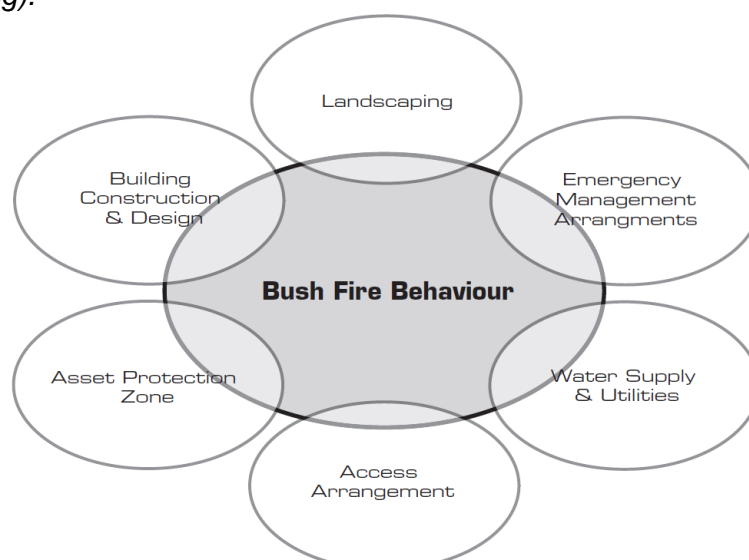 g).
Landscaping
Building
Construction
& Design
Emergency
Management
Arrangments
Bush Fire Behaviour
Asset Protection
Zone
Water Supply
& Utilities
Access
Arrangement